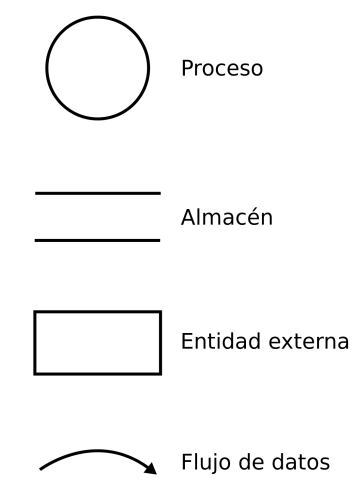 Proceso
Almacén
Entidad externa
Flujo de datos